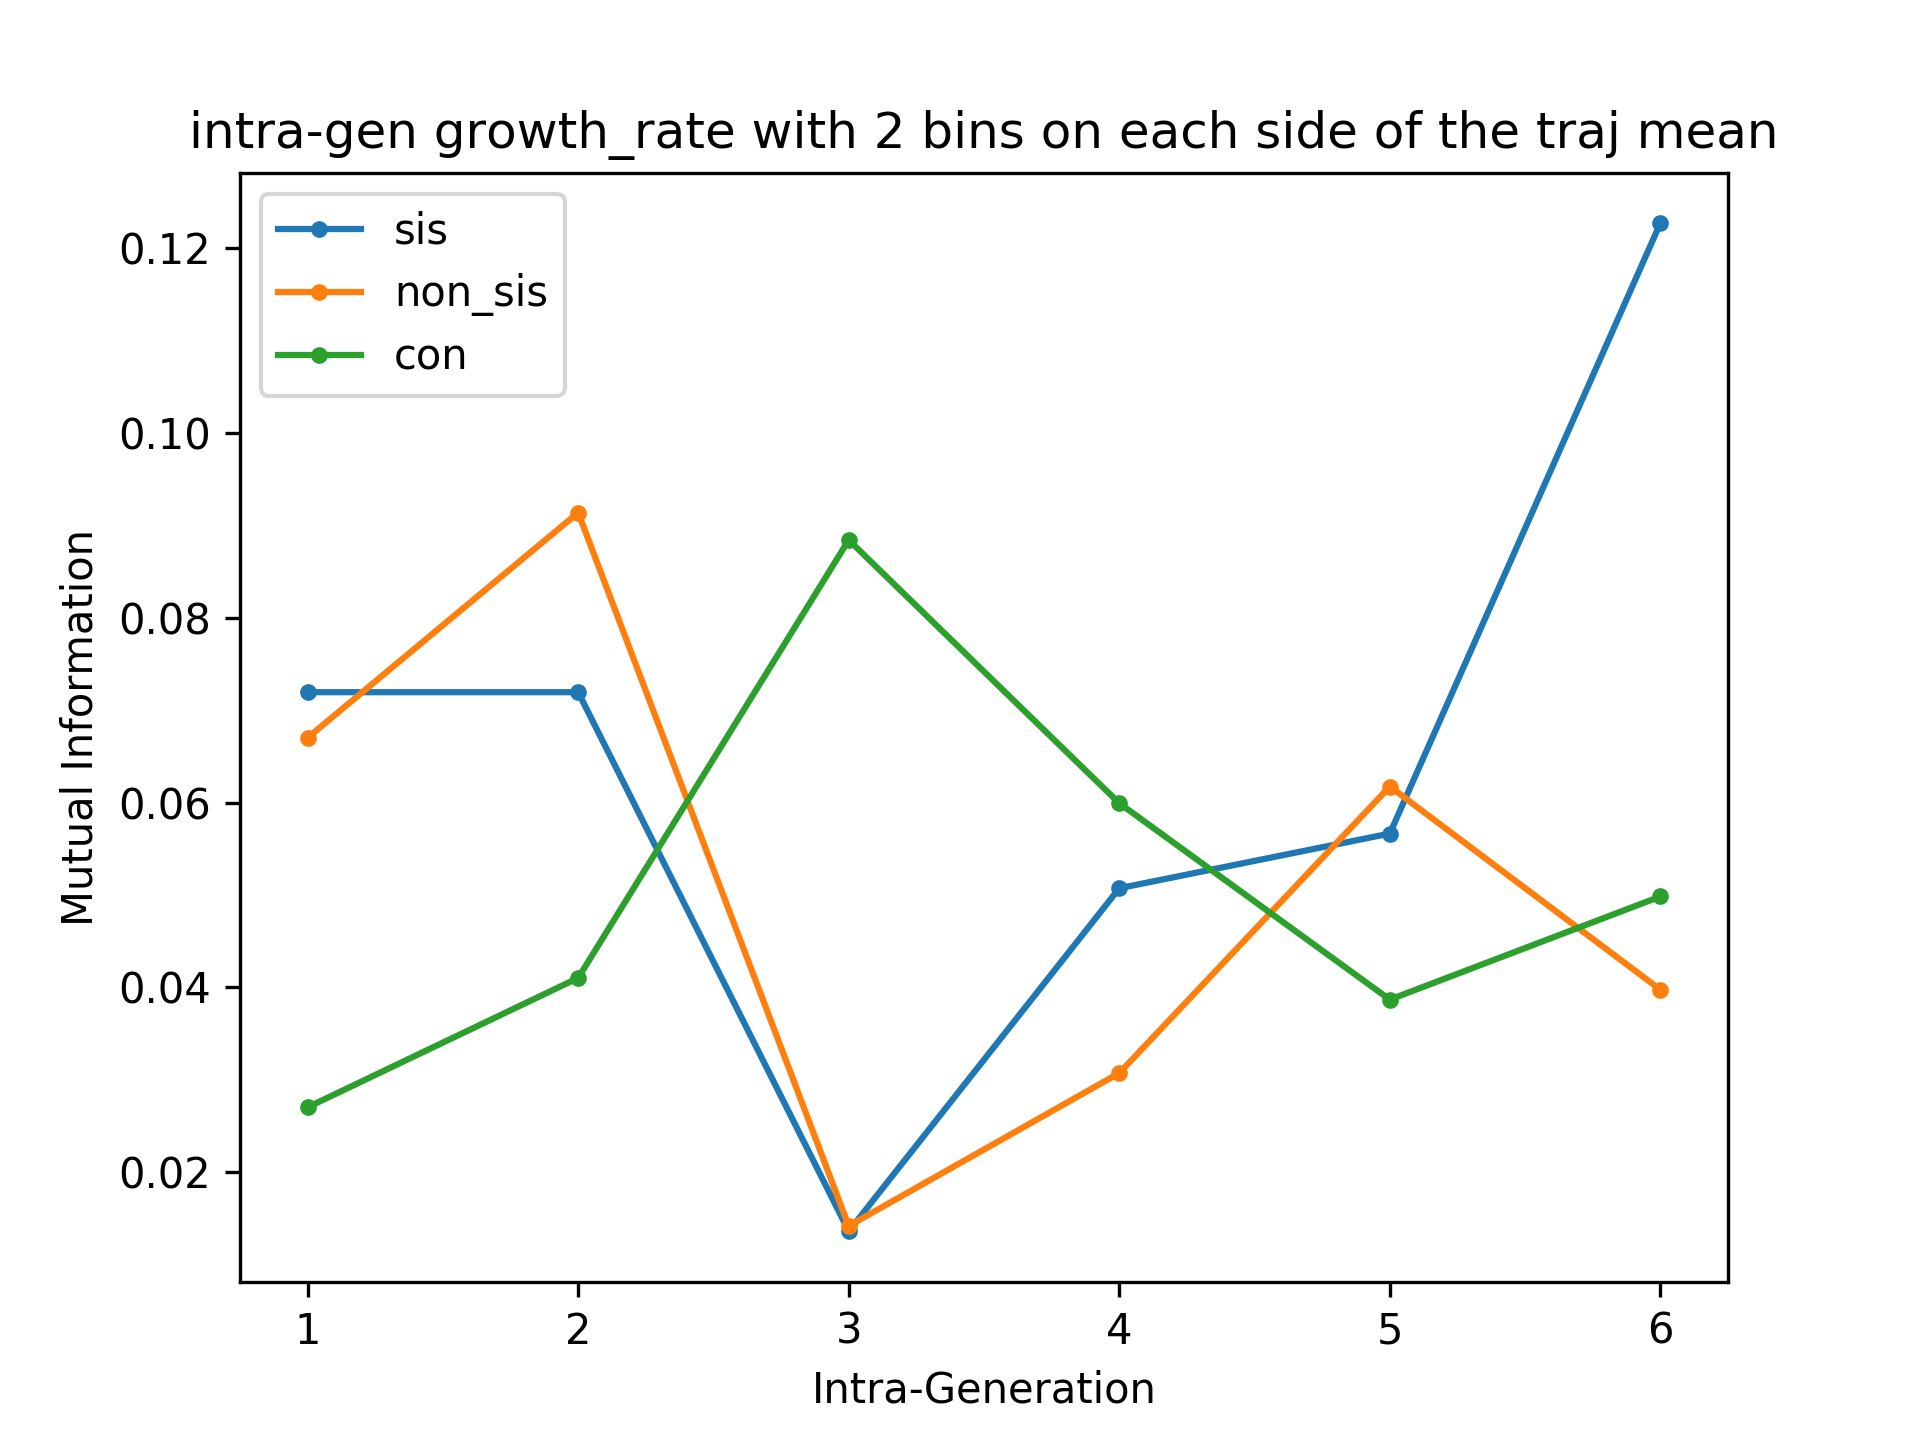 intra-gen growth_rate with 2 bins on each side of the traj mean
sis
non_sis
con
0.12
0.10
0.08
0.06
0.04
0.02
Mutual Information
1 2 3 4 5 6
Intra-Generation